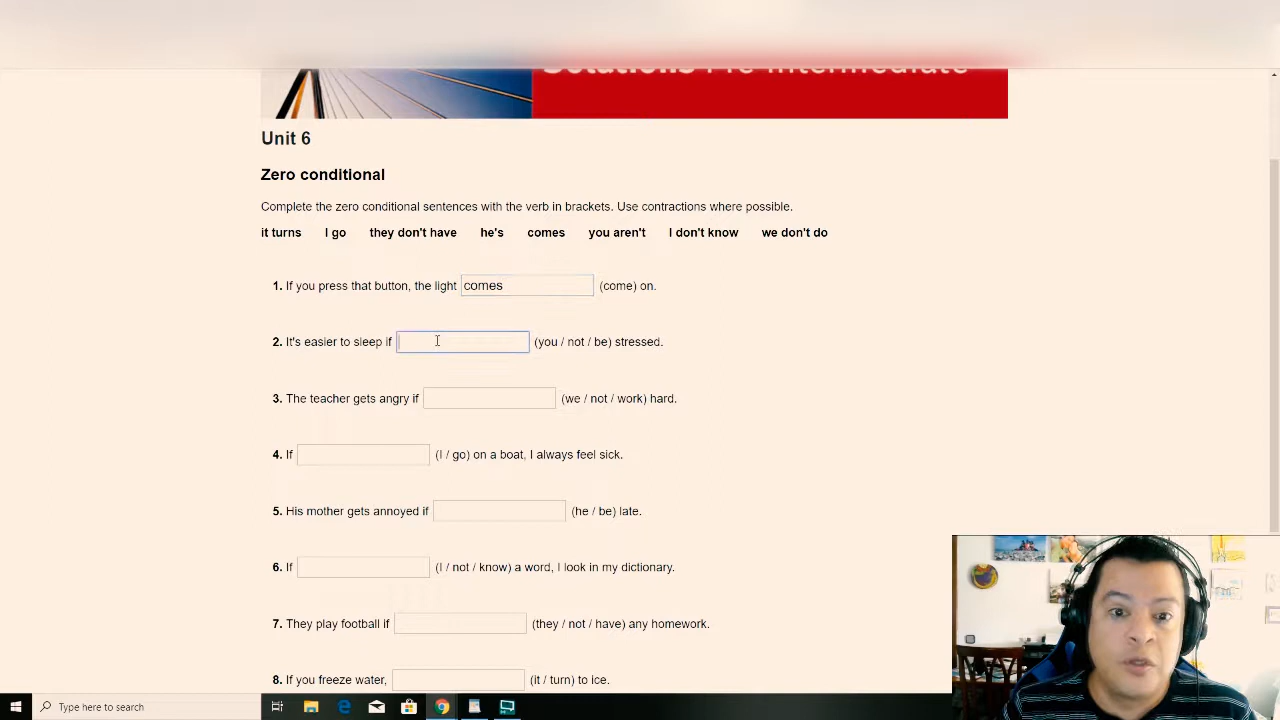 Solutions Pre-Intermediate
Unit 6
Zero conditional
Complete the zero conditional sentences with the verb in brackets. Use contractions where possible.
it turns I go they don't have he's comes you aren't I don't know we don't do
1. If you press that button, the light comes (come) on.
2. It's easier to sleep if (you / not / be) stressed.
3. The teacher gets angry if (we / not / work) hard.
4. If (I / go) on a boat, I always feel sick.
5. His mother gets annoyed if (he / be) late.
6. If (I / not / know) a word, I look in my dictionary.
7. They play football if (they / not / have) any homework.
8. If you freeze water, (it / turn) to ice.
Type here to search